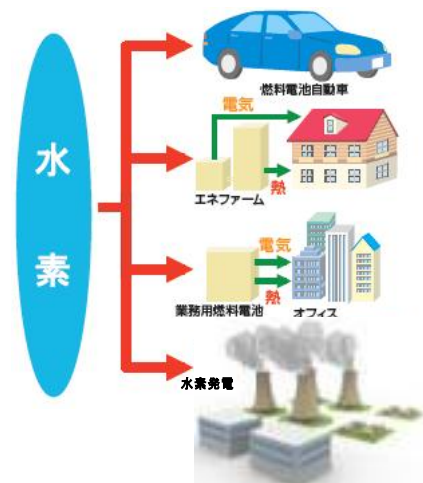 水素
燃料電池自動車
電気
熱
エネファーム
電気
熱
業務用燃料電池
オフィス
水素発電